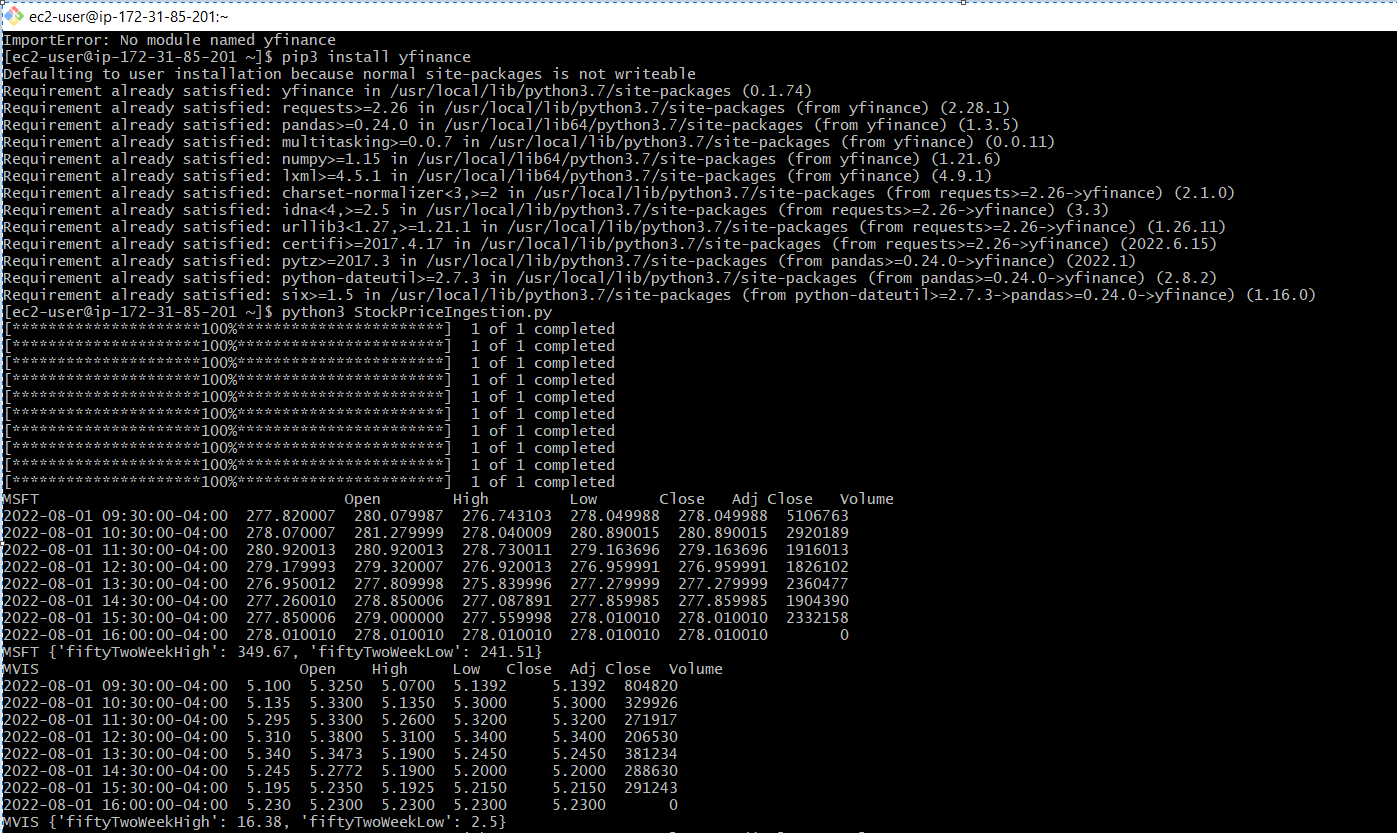 ec2-user@ip-172-31-85-201:~
ImportError: No module named yfinance
[ec2-user@ip-172-31-85-201 ~]$ pip3 install yfinance
Defaulting to user installation because normal site-packages is not writeable
Requirement already satisfied: yfinance in /usr/local/lib/python3.7/site-packages (0.1.74)
Requirement already satisfied: requests>=2.26 in /usr/local/lib/python3.7/site-packages (from yfinance) (2.28.1)
Requirement already satisfied: pandas>=0.24.0 in /usr/local/lib64/python3.7/site-packages (from yfinance) (1.3.5)
Requirement already satisfied: multitasking>=0.0.7 in /usr/local/lib/python3.7/site-packages (from yfinance) (0.0.11)
Requirement already satisfied: numpy>=1.15 in /usr/local/lib64/python3.7/site-packages (from yfinance) (1.21.6)
Requirement already satisfied: lxml>=4.5.1 in /usr/local/lib64/python3.7/site-packages (from yfinance) (4.9.1)
Requirement already satisfied: charset-normalizer<3,>=2 in /usr/local/lib/python3.7/site-packages (from requests>=2.26->yfinance) (2.1.0)
Requirement already satisfied: idna<4,>=2.5 in /usr/local/lib/python3.7/site-packages (from requests>=2.26->yfinance) (3.3)
Requirement already satisfied: urllib3<1.27,>=1.21.1 in /usr/local/lib/python3.7/site-packages (from requests>=2.26->yfinance) (1.26.11)
Requirement already satisfied: certifi>=2017.4.17 in /usr/local/lib/python3.7/site-packages (from requests>=2.26->yfinance) (2022.6.15)
Requirement already satisfied: pytz>=2017.3 in /usr/local/lib/python3.7/site-packages (from pandas>=0.24.0->yfinance) (2022.1)
Requirement already satisfied: python-dateutil>=2.7.3 in /usr/local/lib/python3.7/site-packages (from pandas>=0.24.0->yfinance) (2.8.2)
Requirement already satisfied: six>=1.5 in /usr/local/lib/python3.7/site-packages (from python-dateutil>=2.7.3->pandas>=0.24.0->yfinance) (1.16.0)
[ec2-user@ip-172-31-85-201 ~]$ python3 StockPriceIngestion.py
[*********************100%***********************]  1 of 1 completed
[*********************100%***********************]  1 of 1 completed
[*********************100%***********************]  1 of 1 completed
[*********************100%***********************]  1 of 1 completed
[*********************100%***********************]  1 of 1 completed
[*********************100%***********************]  1 of 1 completed
[*********************100%***********************]  1 of 1 completed
[*********************100%***********************]  1 of 1 completed
[*********************100%***********************]  1 of 1 completed
[*********************100%***********************]  1 of 1 completed
MSFT Open High Low Close Adj Close Volume
2022-08-01 09:30:00-04:00 277.820007 280.079987 276.743103 278.049988 278.049988 5106763
2022-08-01 10:30:00-04:00 278.070007 281.279999 278.040009 280.890015 280.890015 2920189
2022-08-01 11:30:00-04:00 280.920013 280.920013 278.730011 279.163696 279.163696 1916013
2022-08-01 12:30:00-04:00 279.179993 279.320007 276.920013 276.959991 276.959991 1826102
2022-08-01 13:30:00-04:00 276.950012 277.809998 275.839996 277.279999 277.279999 2360477
2022-08-01 14:30:00-04:00 277.260010 278.850006 277.087891 277.859985 277.859985 1904390
2022-08-01 15:30:00-04:00 277.850006 279.000000 277.559998 278.010010 278.010010 2332158
2022-08-01 16:00:00-04:00 278.010010 278.010010 278.010010 278.010010 278.010010 0
MSFT {'fiftyTwoWeekHigh': 349.67, 'fiftyTwoWeekLow': 241.51}
MVIS Open High Low Close Adj Close Volume
2022-08-01 09:30:00-04:00 5.100 5.3250 5.0700 5.1392 5.1392 804820
2022-08-01 10:30:00-04:00 5.135 5.3300 5.1350 5.3000 5.3000 329926
2022-08-01 11:30:00-04:00 5.295 5.3300 5.2600 5.3200 5.3200 271917
2022-08-01 12:30:00-04:00 5.310 5.3800 5.3100 5.3400 5.3400 206530
2022-08-01 13:30:00-04:00 5.340 5.3473 5.1900 5.2450 5.2450 381234
2022-08-01 14:30:00-04:00 5.245 5.2772 5.1900 5.2000 5.2000 288630
2022-08-01 15:30:00-04:00 5.195 5.2350 5.1925 5.2150 5.2150 291243
2022-08-01 16:00:00-04:00 5.230 5.2300 5.2300 5.2300 5.2300 0
MVIS {'fiftyTwoWeekHigh': 16.38, 'fiftyTwoWeekLow': 2.5}